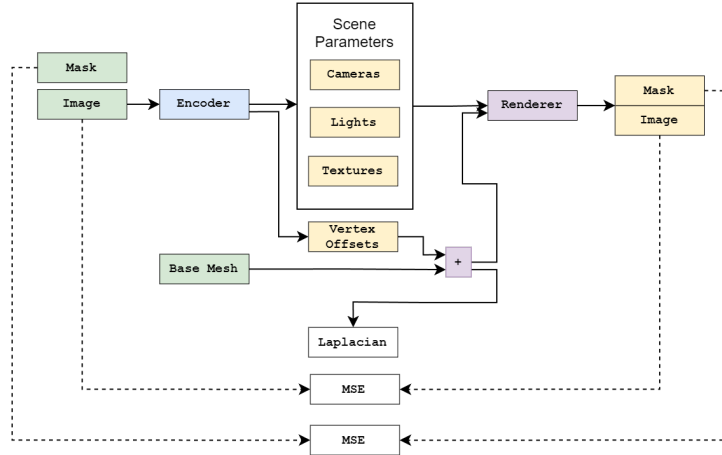 Scene
Parameters
Mask
Image
Encoder
Cameras
Lights
Textures
Renderer
Mask
Image
Vertex
Offsets
Base Mesh
+
Laplacian
MSE
MSE